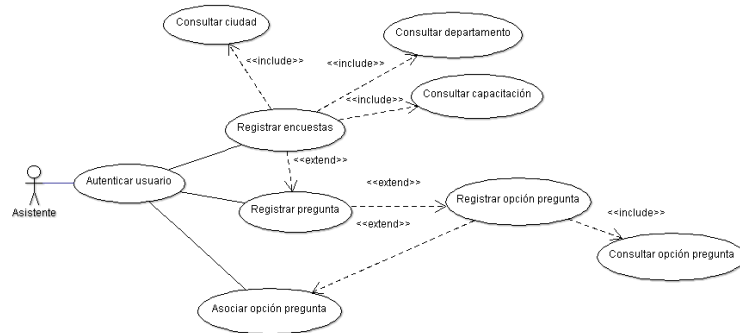 Consultar ciudad
Consultar departamento
<<include>>
<<include>>
Consultar capacitación
<<include>>
Registrar encuestas
<<extend>>
Autenticar usuario
<<extend>>
Registrar opción pregunta
Asistente
Registrar pregunta
<<include>>
<<extend>>
Consultar opción pregunta
Asociar opción pregunta